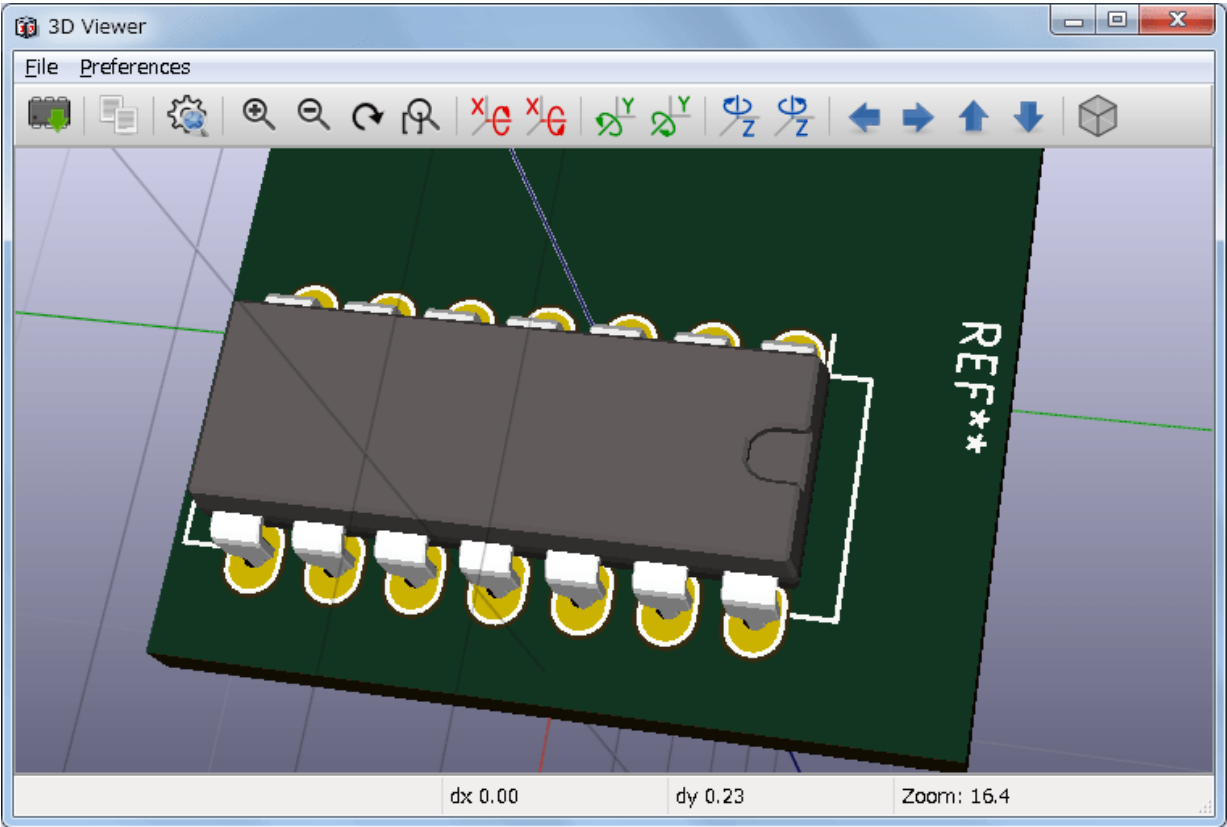 3D Viewer
File Preferences
X X Y Y Z Z
REF**
dx 0.00 dy 0.23 Zoom: 16.4